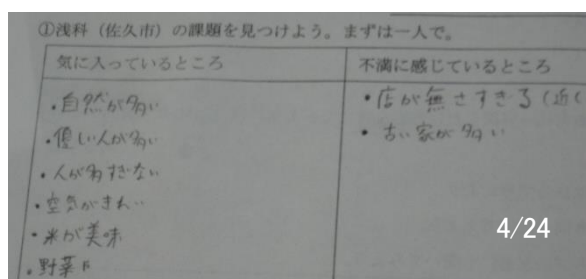 ①浅科（佐久市）の課題を見つけよう。まずは一人で。
気に入っているところ
・自然が多い
・優しい人が多い
・人が多すぎない
・空気がきれい
・米が美味
・野菜〃
不満に感じているところ
・店が無さすぎる（近く
・古い家が多い
4/24